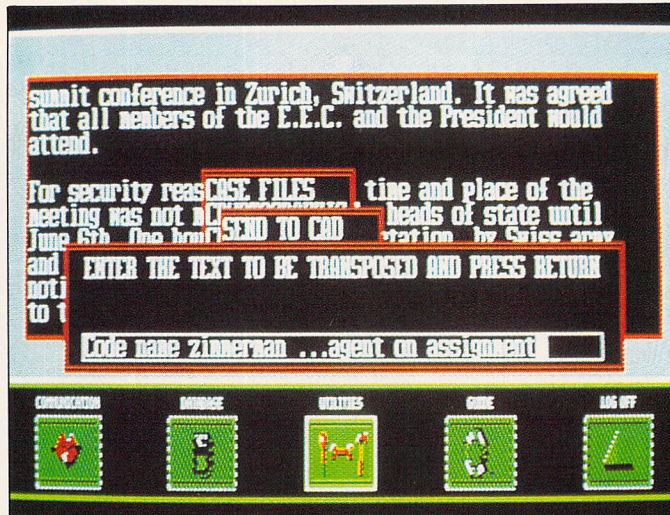 summit conference in Zurich, Switzerland. It was agreed
that all members of the E.E.C. and the President would
attend.
For security reas CASE FILES time and place of the
meeting was not m heads of state until
June 6th. One hou SEND TO CAD station, by Swiss army
and
noti
to t
ENTER THE TEXT TO BE TRANSPOSED AND PRESS RETURN
Code name zimmerman ...agent on assignment
COMMUNICATION DATABASE UTILITIES GUIDE LOG OFF